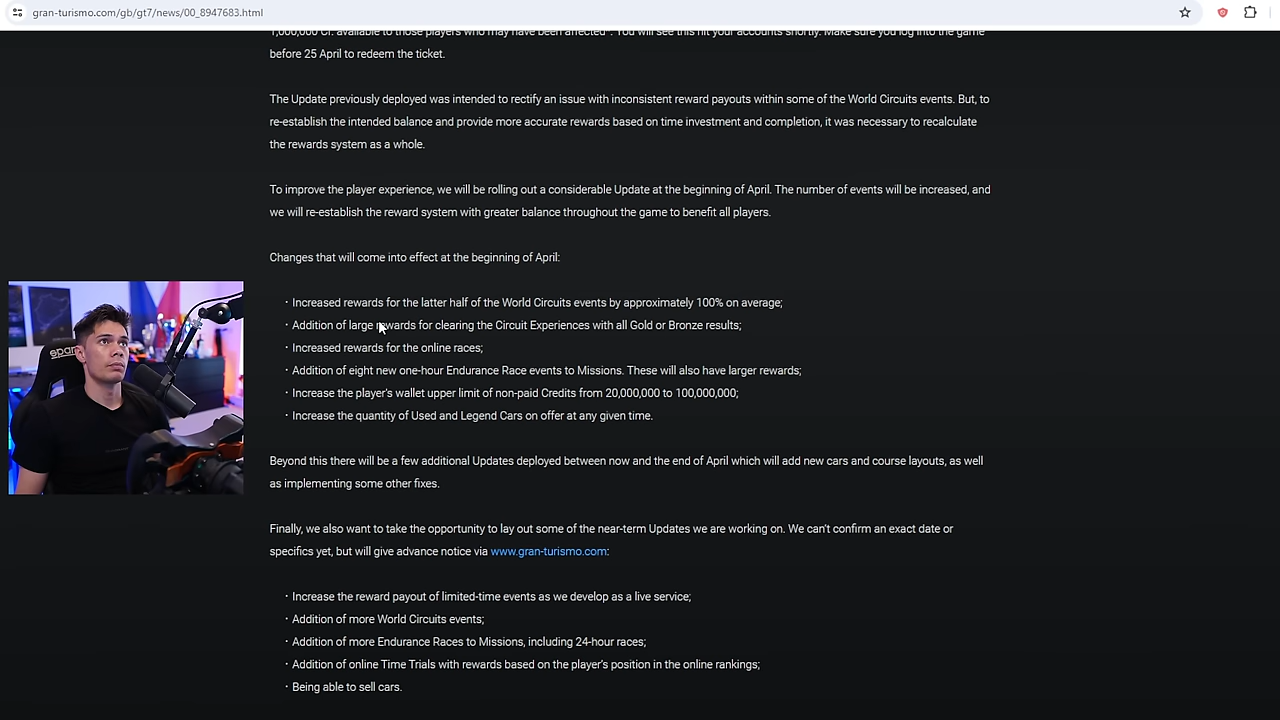 gran-turismo.com/gb/gt7/news/00_8947683.html
1,000,000 Cr. available to those players who may have been affected*. You will see this hit your accounts shortly. Make sure you log into the game
before 25 April to redeem the ticket.
The Update previously deployed was intended to rectify an issue with inconsistent reward payouts within some of the World Circuits events. But, to
re-establish the intended balance and provide more accurate rewards based on time investment and completion, it was necessary to recalculate
the rewards system as a whole.
To improve the player experience, we will be rolling out a considerable Update at the beginning of April. The number of events will be increased, and
we will re-establish the reward system with greater balance throughout the game to benefit all players.
Changes that will come into effect at the beginning of April:
・Increased rewards for the latter half of the World Circuits events by approximately 100% on average;
・Addition of large rewards for clearing the Circuit Experiences with all Gold or Bronze results;
・Increased rewards for the online races;
・Addition of eight new one-hour Endurance Race events to Missions. These will also have larger rewards;
・Increase the player's wallet upper limit of non-paid Credits from 20,000,000 to 100,000,000;
・Increase the quantity of Used and Legend Cars on offer at any given time.
Beyond this there will be a few additional Updates deployed between now and the end of April which will add new cars and course layouts, as well
as implementing some other fixes.
Finally, we also want to take the opportunity to lay out some of the near-term Updates we are working on. We can't confirm an exact date or
specifics yet, but will give advance notice via www.gran-turismo.com:
・Increase the reward payout of limited-time events as we develop as a live service;
・Addition of more World Circuits events;
・Addition of more Endurance Races to Missions, including 24-hour races;
・Addition of online Time Trials with rewards based on the player's position in the online rankings;
・Being able to sell cars.